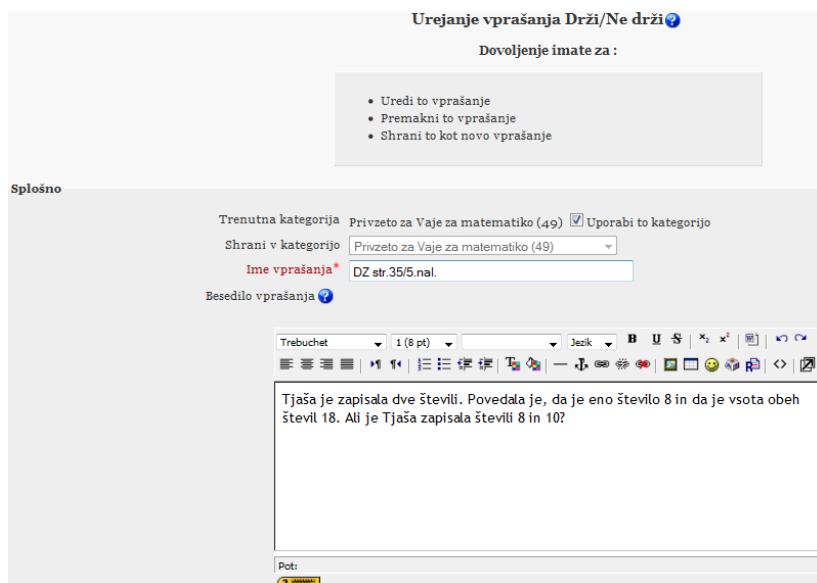 Urejanje vprašanja Drži/Ne drži
Dovoljenje imate za :
Uredi to vprašanje
Premakni to vprašanje
Shrani to kot novo vprašanje
Splošno
Trenutna kategorija Privzeto za Vaje za matematiko (49) Uporabi to kategorijo
Shrani v kategorijo Privzeto za Vaje za matematiko (49)
Ime vprašanja* DZ str.35/5.nal.
Besedilo vprašanja
Trebuchet 1 (8 pt) Jezik B U S x₂ x²
Tjaša je zapisala dve števili. Povedala je, da je eno število 8 in da je vsota obeh
števil 18. Ali je Tjaša zapisala števili 8 in 10?
Pot: